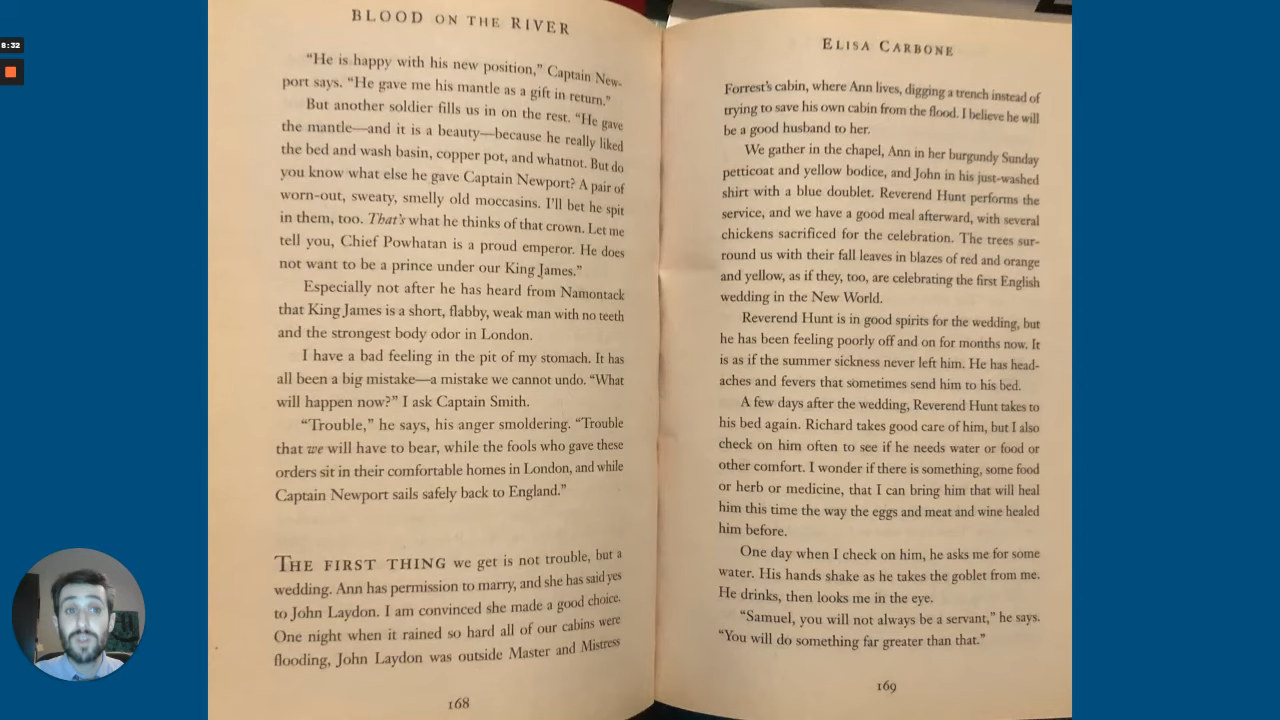 8:32
BLOOD ON THE RIVER
“He is happy with his new position,” Captain New-
port says. “He gave me his mantle as a gift in return.”
But another soldier fills us in on the rest. “He gave
the mantle—and it is a beauty—because he really liked
the bed and wash basin, copper pot, and whatnot. But do
you know what else he gave Captain Newport? A pair of
worn-out, sweaty, smelly old moccasins. I’ll bet he spit
in them, too. That’s what he thinks of that crown. Let me
tell you, Chief Powhatan is a proud emperor. He does
not want to be a prince under our King James.”
Especially not after he has heard from Namontack
that King James is a short, flabby, weak man with no teeth
and the strongest body odor in London.
I have a bad feeling in the pit of my stomach. It has
all been a big mistake—a mistake we cannot undo. “What
will happen now?” I ask Captain Smith.
“Trouble,” he says, his anger smoldering. “Trouble
that we will have to bear, while the fools who gave these
orders sit in their comfortable homes in London, and while
Captain Newport sails safely back to England.”
THE FIRST THING we get is not trouble, but a
wedding. Ann has permission to marry, and she has said yes
to John Laydon. I am convinced she made a good choice.
One night when it rained so hard all of our cabins were
flooding, John Laydon was outside Master and Mistress
168
ELISA CARBONE
Forrest’s cabin, where Ann lives, digging a trench instead of
trying to save his own cabin from the flood. I believe he will
be a good husband to her.
We gather in the chapel, Ann in her burgundy Sunday
petticoat and yellow bodice, and John in his just-washed
shirt with a blue doublet. Reverend Hunt performs the
service, and we have a good meal afterward, with several
chickens sacrificed for the celebration. The trees sur-
round us with their fall leaves in blazes of red and orange
and yellow, as if they, too, are celebrating the first English
wedding in the New World.
Reverend Hunt is in good spirits for the wedding, but
he has been feeling poorly off and on for months now. It
is as if the summer sickness never left him. He has head-
aches and fevers that sometimes send him to his bed.
A few days after the wedding, Reverend Hunt takes to
his bed again. Richard takes good care of him, but I also
check on him often to see if he needs water or food or
other comfort. I wonder if there is something, some food
or herb or medicine, that I can bring him that will heal
him this time the way the eggs and meat and wine healed
him before.
One day when I check on him, he asks me for some
water. His hands shake as he takes the goblet from me.
He drinks, then looks me in the eye.
“Samuel, you will not always be a servant,” he says.
“You will do something far greater than that.”
169